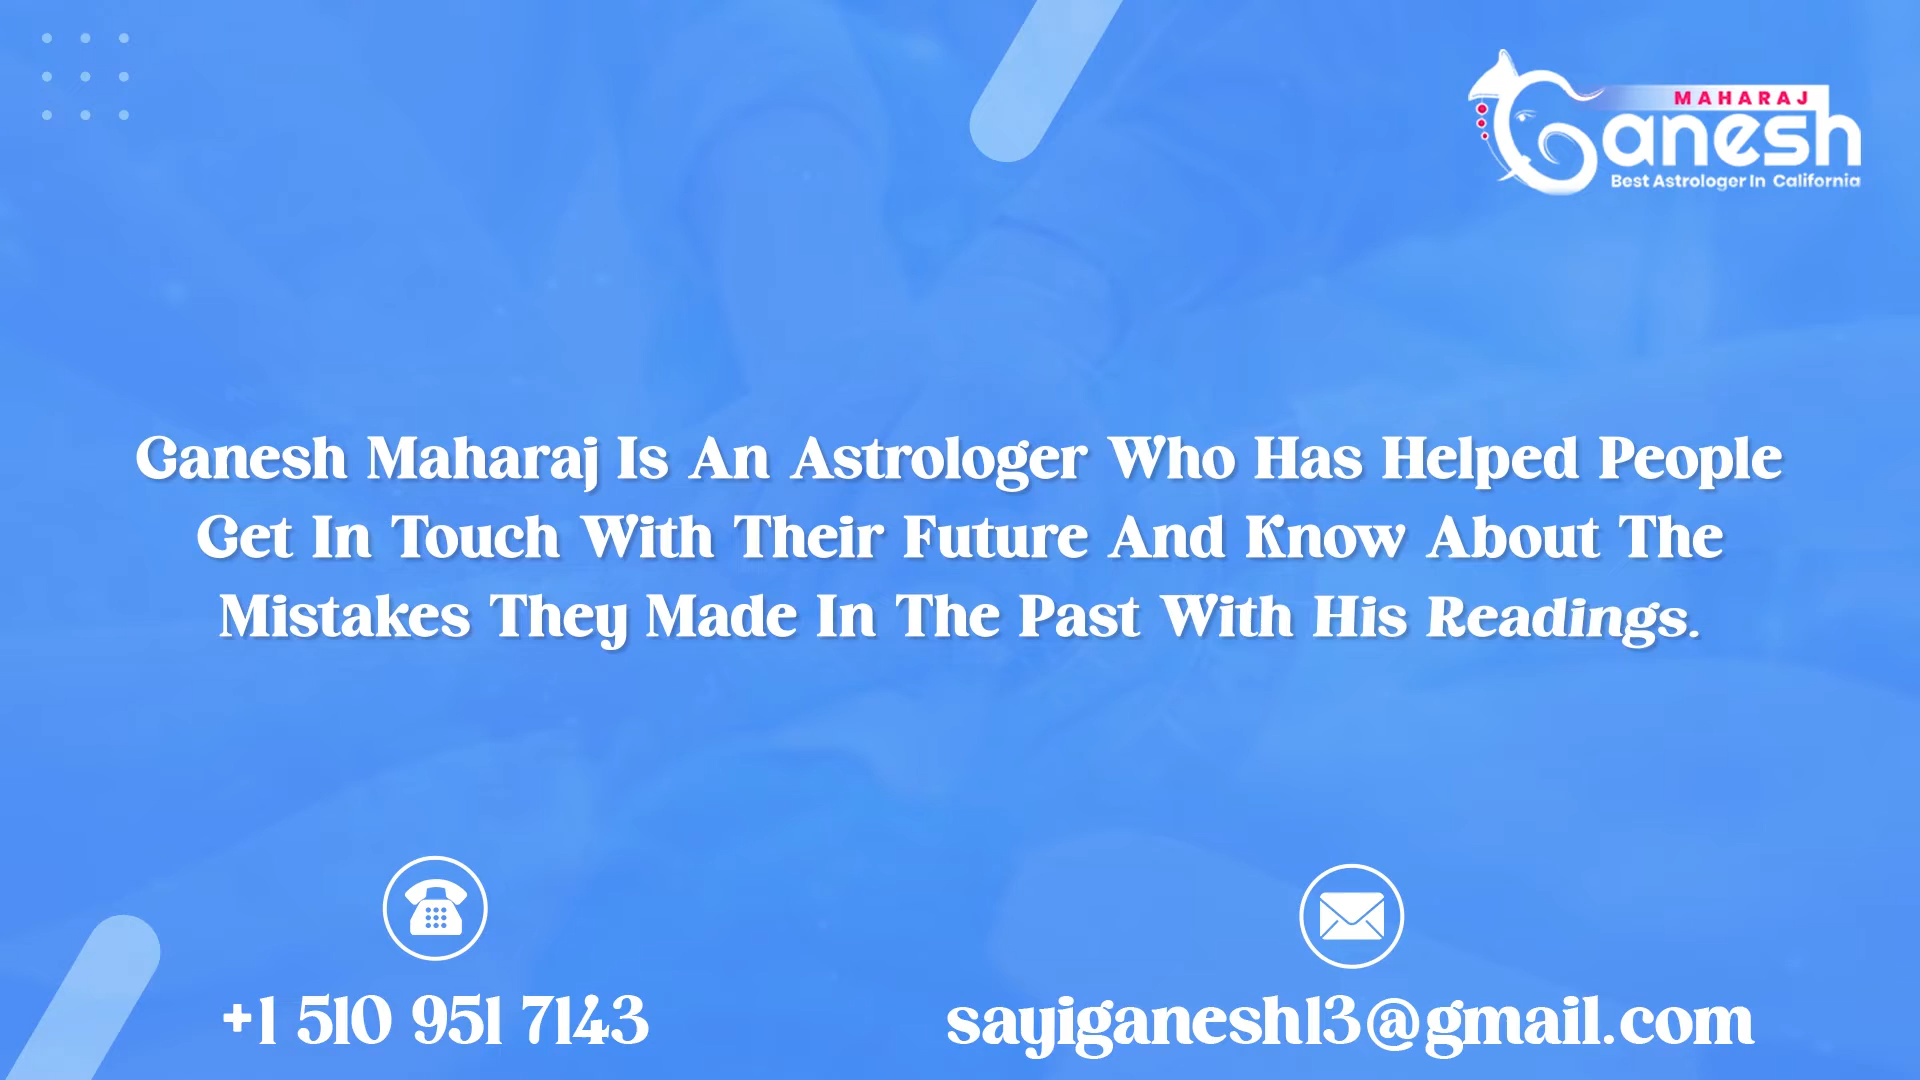 MAHARAJ
Ganesh
Best Astrologer In California
Ganesh Maharaj Is An Astrologer Who Has Helped People
Get In Touch With Their Future And Know About The
Mistakes They Made In The Past With His Readings.
+1 510 951 7143
sayiganesh13@gmail.com